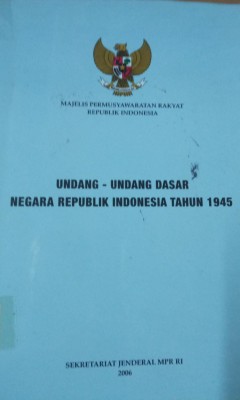 MAJELIS PERMUSYAWARATAN RAKYAT
REPUBLIK INDONESIA
UNDANG - UNDANG DASAR
NEGARA REPUBLIK INDONESIA TAHUN 1945
SEKRETARIAT JENDERAL MPR RI
2006